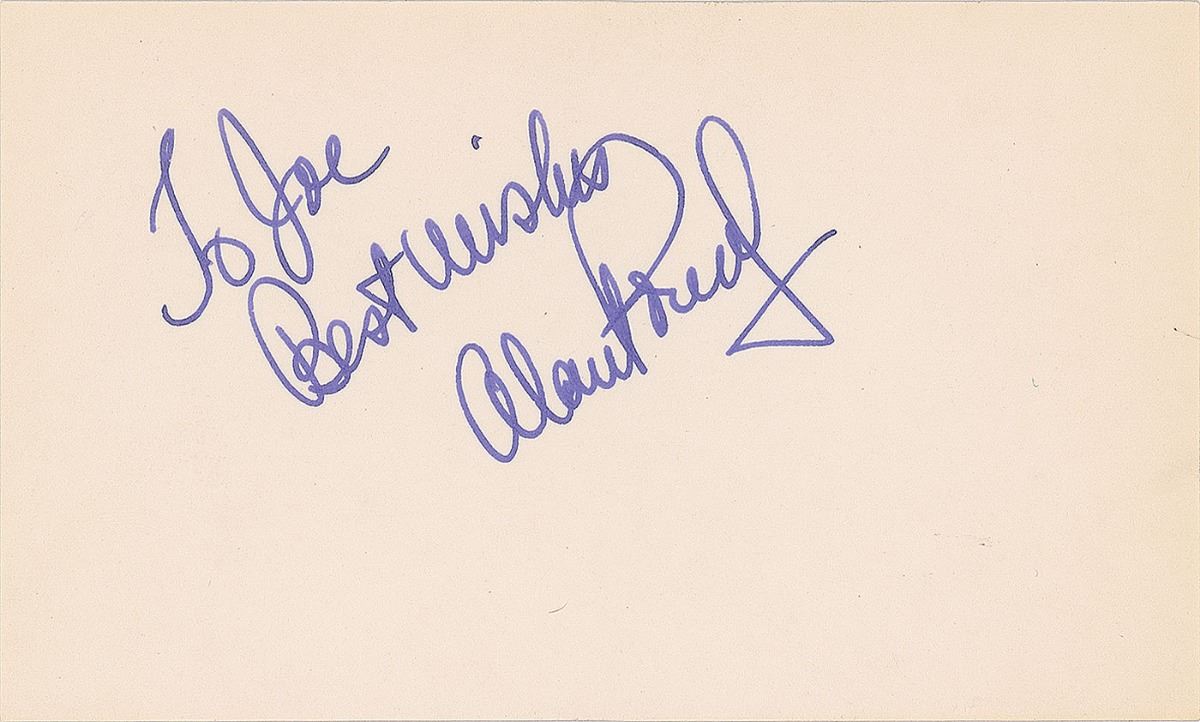 To Joe
Best Wishes
Alan Reed